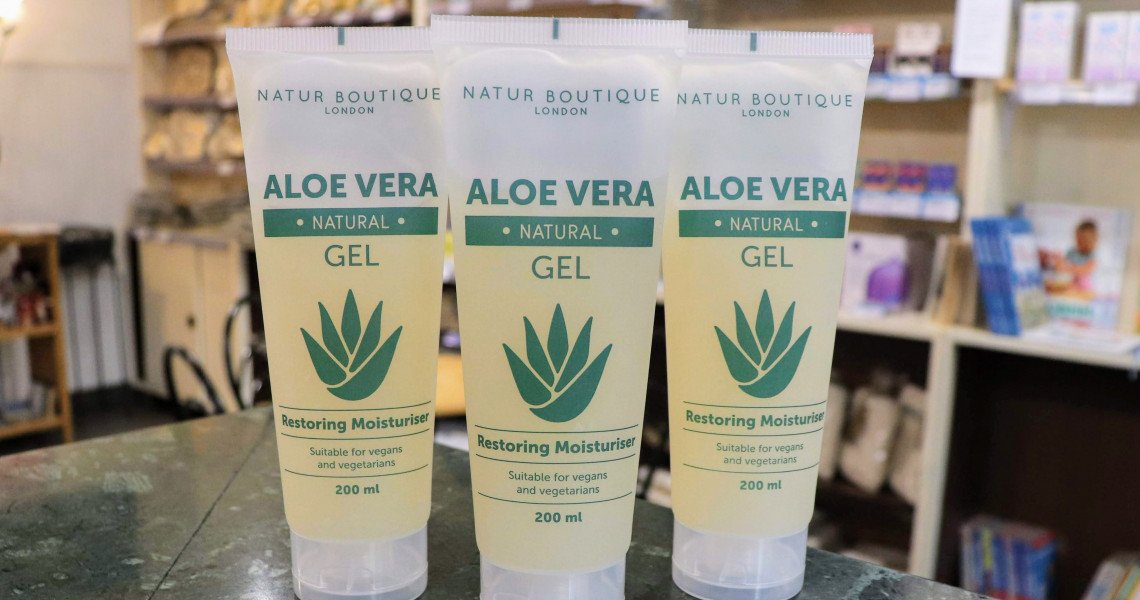 NATUR BOUTIQUE
LONDON
ALOE VERA
• NATURAL •
GEL
Restoring Moisturiser
Suitable for vegans
and vegetarians
200 ml
NATUR BOUTIQUE
LONDON
ALOE VERA
• NATURAL •
GEL
Restoring Moisturiser
Suitable for vegans
and vegetarians
200 ml
NATUR BOUTIQUE
LONDON
ALOE VERA
• NATURAL •
GEL
Restoring Moisturiser
Suitable for vegans
and vegetarians
200 ml